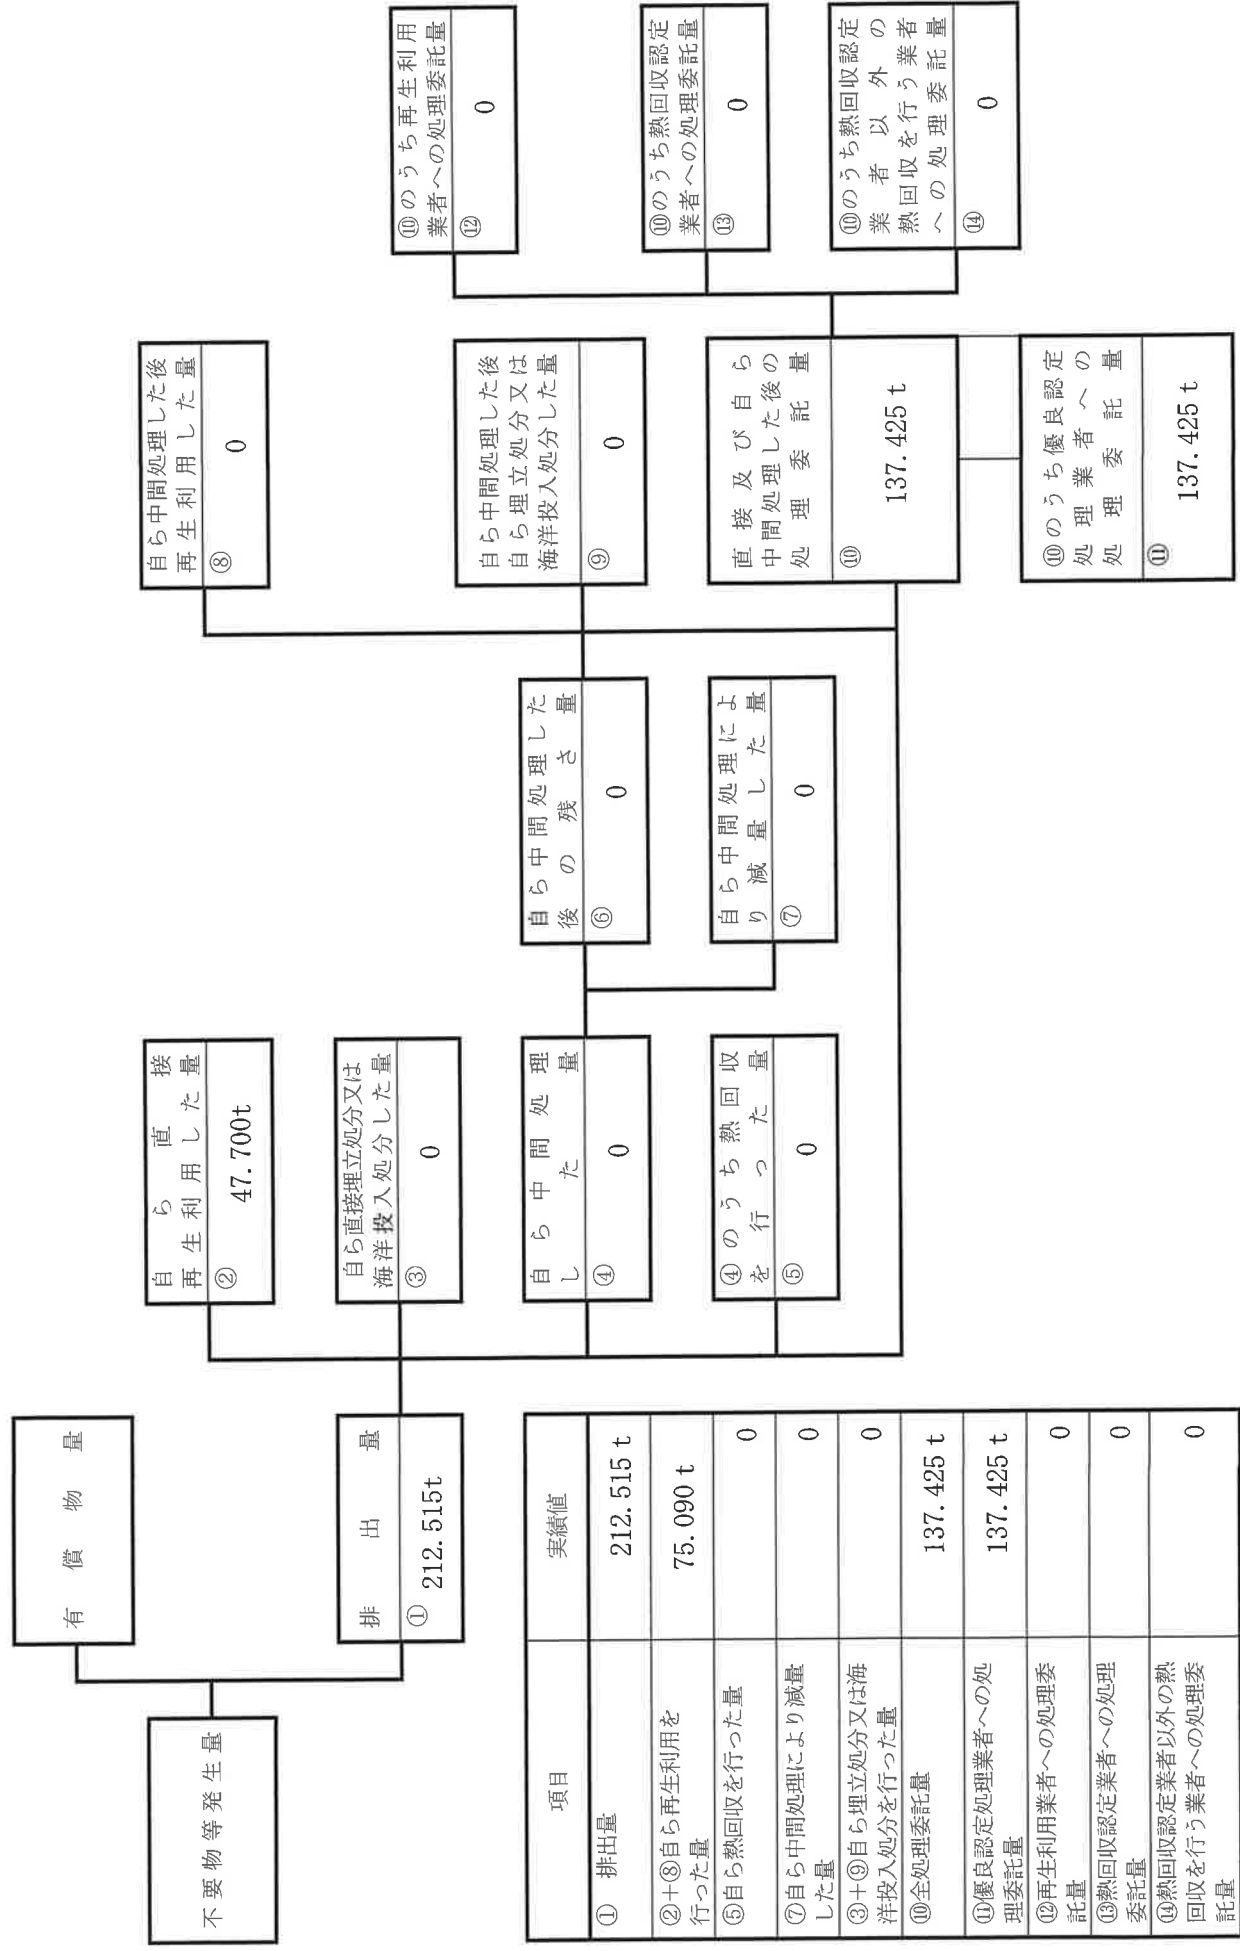 不要物等発生量
有償物量
排出量
① 212.515t
自ら直接
再生利用した量
② 47.700t
自ら直接埋立処分又は
海洋投入処分した量
③ 0
自ら中間処理
した量
④ 0
④のうち熱回収
を行った量
⑤ 0
自ら中間処理した
後の残さ量
⑥ 0
自ら中間処理によ
り減量した量
⑦ 0
自ら中間処理した後
再生利用した量
⑧ 0
自ら中間処理した後
自ら埋立処分又は
海洋投入処分した量
⑨ 0
直接及び自ら
中間処理した後の
処理委託量
⑩ 137.425 t
⑩のうち優良認定
処理業者への
処理委託量
⑪ 137.425 t
⑩のうち再生利用
業者への処理委託量
⑫ 0
⑩のうち熱回収認定
業者への処理委託量
⑬ 0
⑩のうち熱回収認定
業者以外の
熱回収を行う業者
への処理委託量
⑭ 0
項目 実績値
① 排出量 212.515 t
②+⑧自ら再生利用を
行った量 75.090 t
⑤自ら熱回収を行った量 0
⑦自ら中間処理により減量
した量 0
③+⑨自ら埋立処分又は海
洋投入処分を行った量 0
⑩全処理委託量 137.425 t
⑪優良認定処理業者への処
理委託量 137.425 t
⑫再生利用業者への処理委
託量 0
⑬熱回収認定業者への処理
委託量 0
⑭熱回収認定業者以外の熱
回収を行う業者への処理委
託量 0